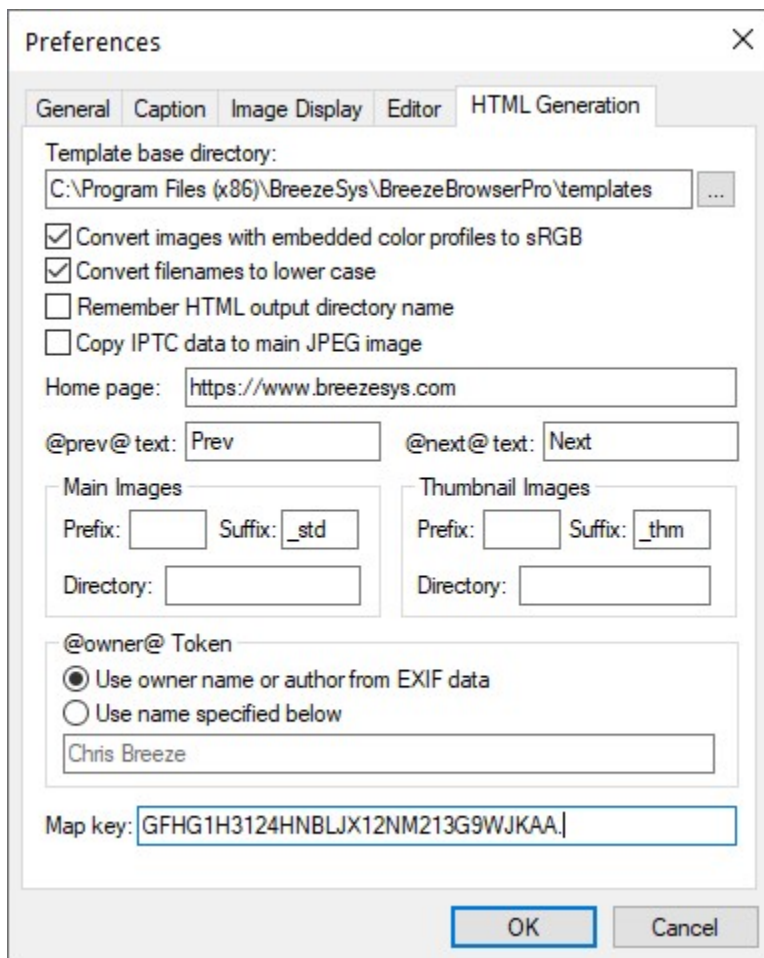 Preferences
General Caption Image Display Editor HTML Generation
Template base directory:
C:\Program Files (x86)\BreezeSys\BreezeBrowserPro\templates ...
Convert images with embedded color profiles to sRGB
Convert filenames to lower case
Remember HTML output directory name
Copy IPTC data to main JPEG image
Home page: https://www.breezesys.com
@prev@ text: Prev @next@ text: Next
Main Images Thumbnail Images
Prefix: Suffix: _std Prefix: Suffix: _thm
Directory: Directory:
@owner@ Token
Use owner name or author from EXIF data
Use name specified below
Chris Breeze
Map key: GFHG1H3124HNBLJX12NM213G9WJKAA.
OK Cancel